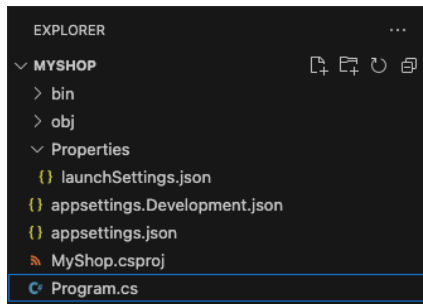 EXPLORER
MYSHOP
bin
obj
Properties
{} launchSettings.json
{} appsettings.Development.json
{} appsettings.json
MyShop.csproj
C# Program.cs